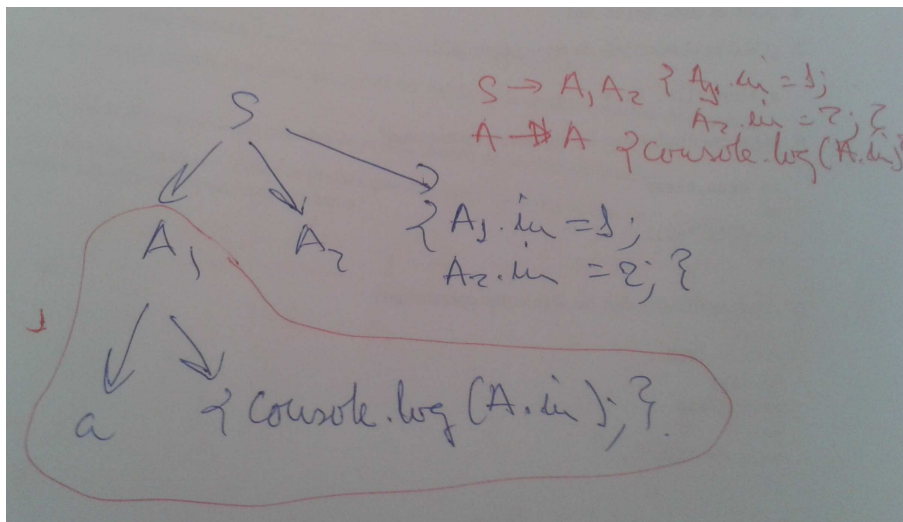 S → A₁ A₂ { A₁.in = 1;
A₂.in = 2; }
A → A { console.log(A.in)
S
A₁ A₂ { A₁.in = 1;
A₂.in = 2; }
1
a { console.log(A.in); }.